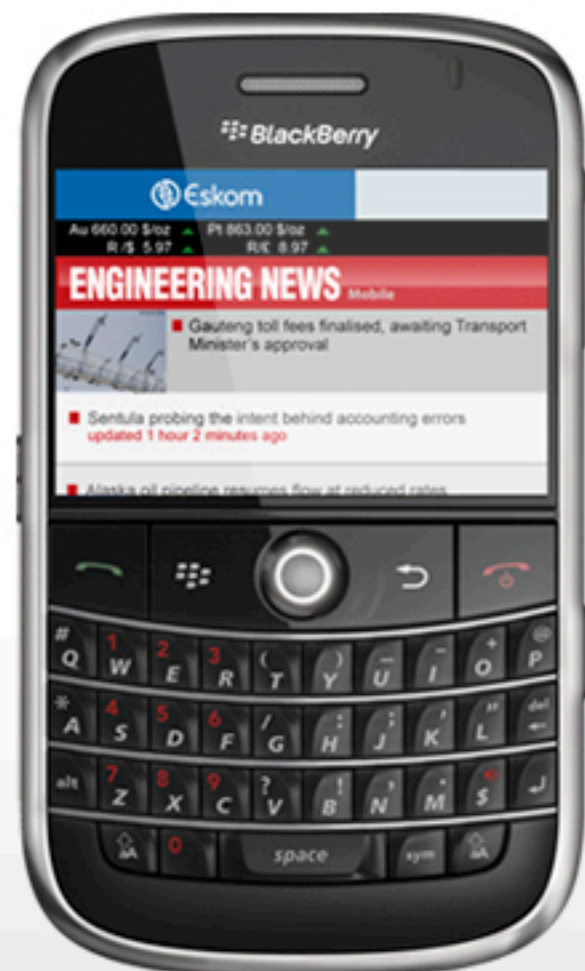 BlackBerry
Eskom
Au 660.00 $/oz Pt 863.00 $/oz
R /$ 5.97 R/£ 8.97
ENGINEERING NEWS Mobile
Gauteng toll fees finalised, awaiting Transport
Minister's approval
Sentula probing the intent behind accounting errors
updated 1 hour 2 minutes ago
Alaska oil pipeline resumes flow at reduced rates
# 1 2 3 ( ) _ - + @
Q W E R T Y U I O P
* 4 5 6 / : ; ' " del
A S D F G H J K L
alt 7 8 9 ? ! , .
Z X C V B N M $
0 space sym
aA aA